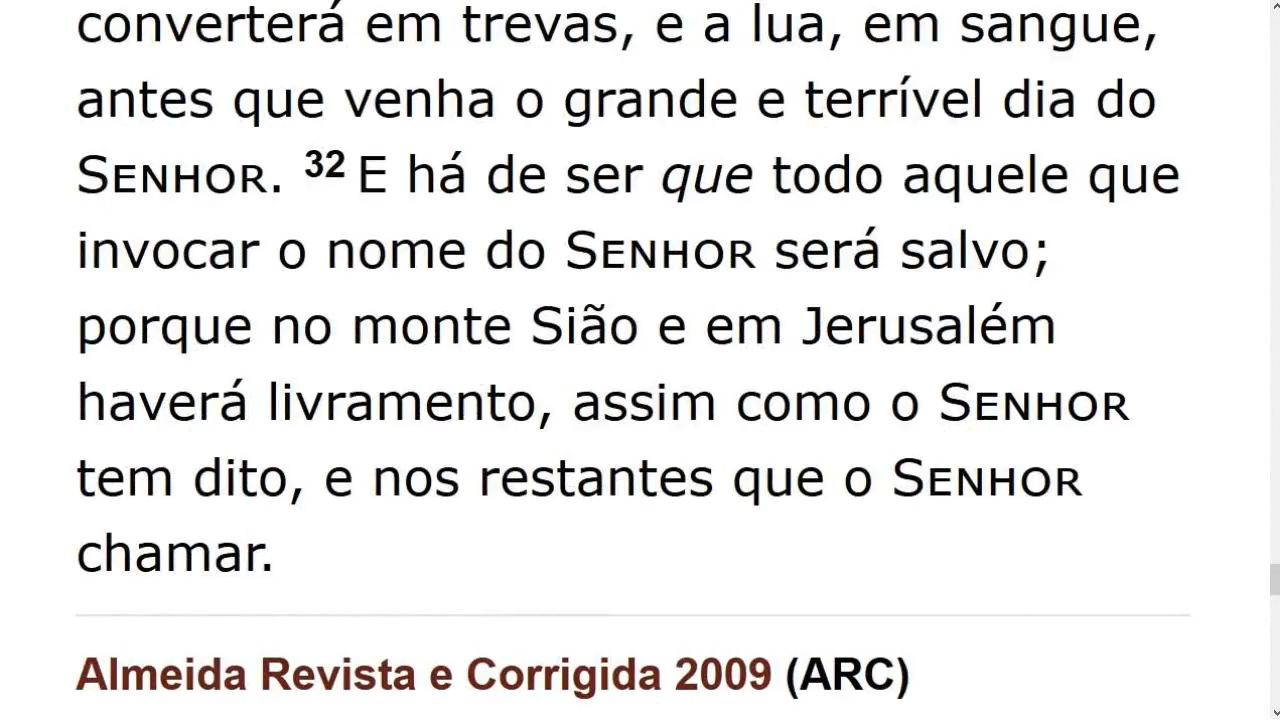 converterá em trevas, e a lua, em sangue,
antes que venha o grande e terrível dia do
SENHOR. 32 E há de ser que todo aquele que
invocar o nome do SENHOR será salvo;
porque no monte Sião e em Jerusalém
haverá livramento, assim como o SENHOR
tem dito, e nos restantes que o SENHOR
chamar.
Almeida Revista e Corrigida 2009 (ARC)